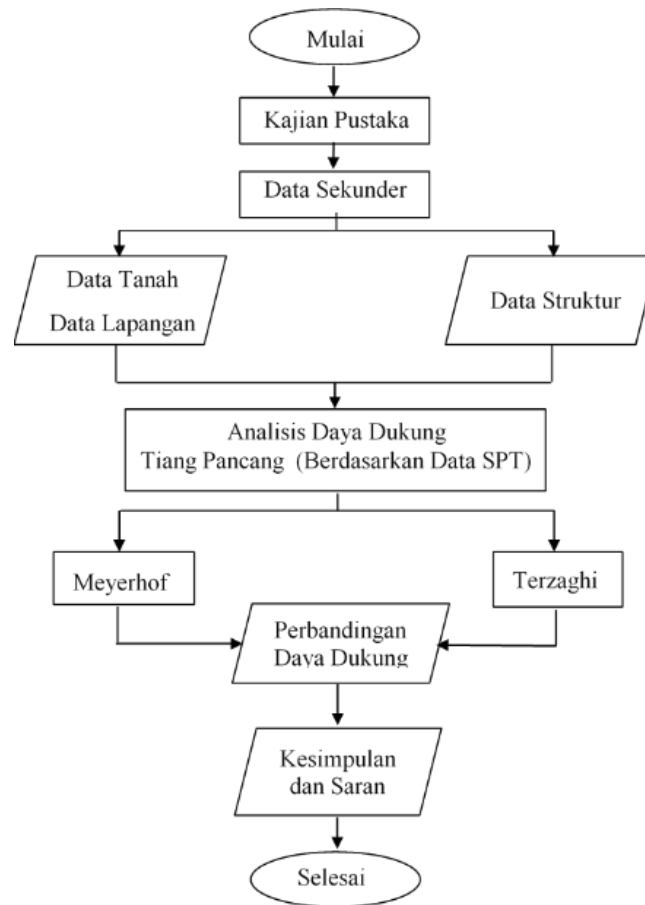 Mulai
Kajian Pustaka
Data Sekunder
Data Tanah
Data Lapangan
Data Struktur
Analisis Daya Dukung
Tiang Pancang (Berdasarkan Data SPT)
Meyerhof
Terzaghi
Perbandingan
Daya Dukung
Kesimpulan
dan Saran
Selesai